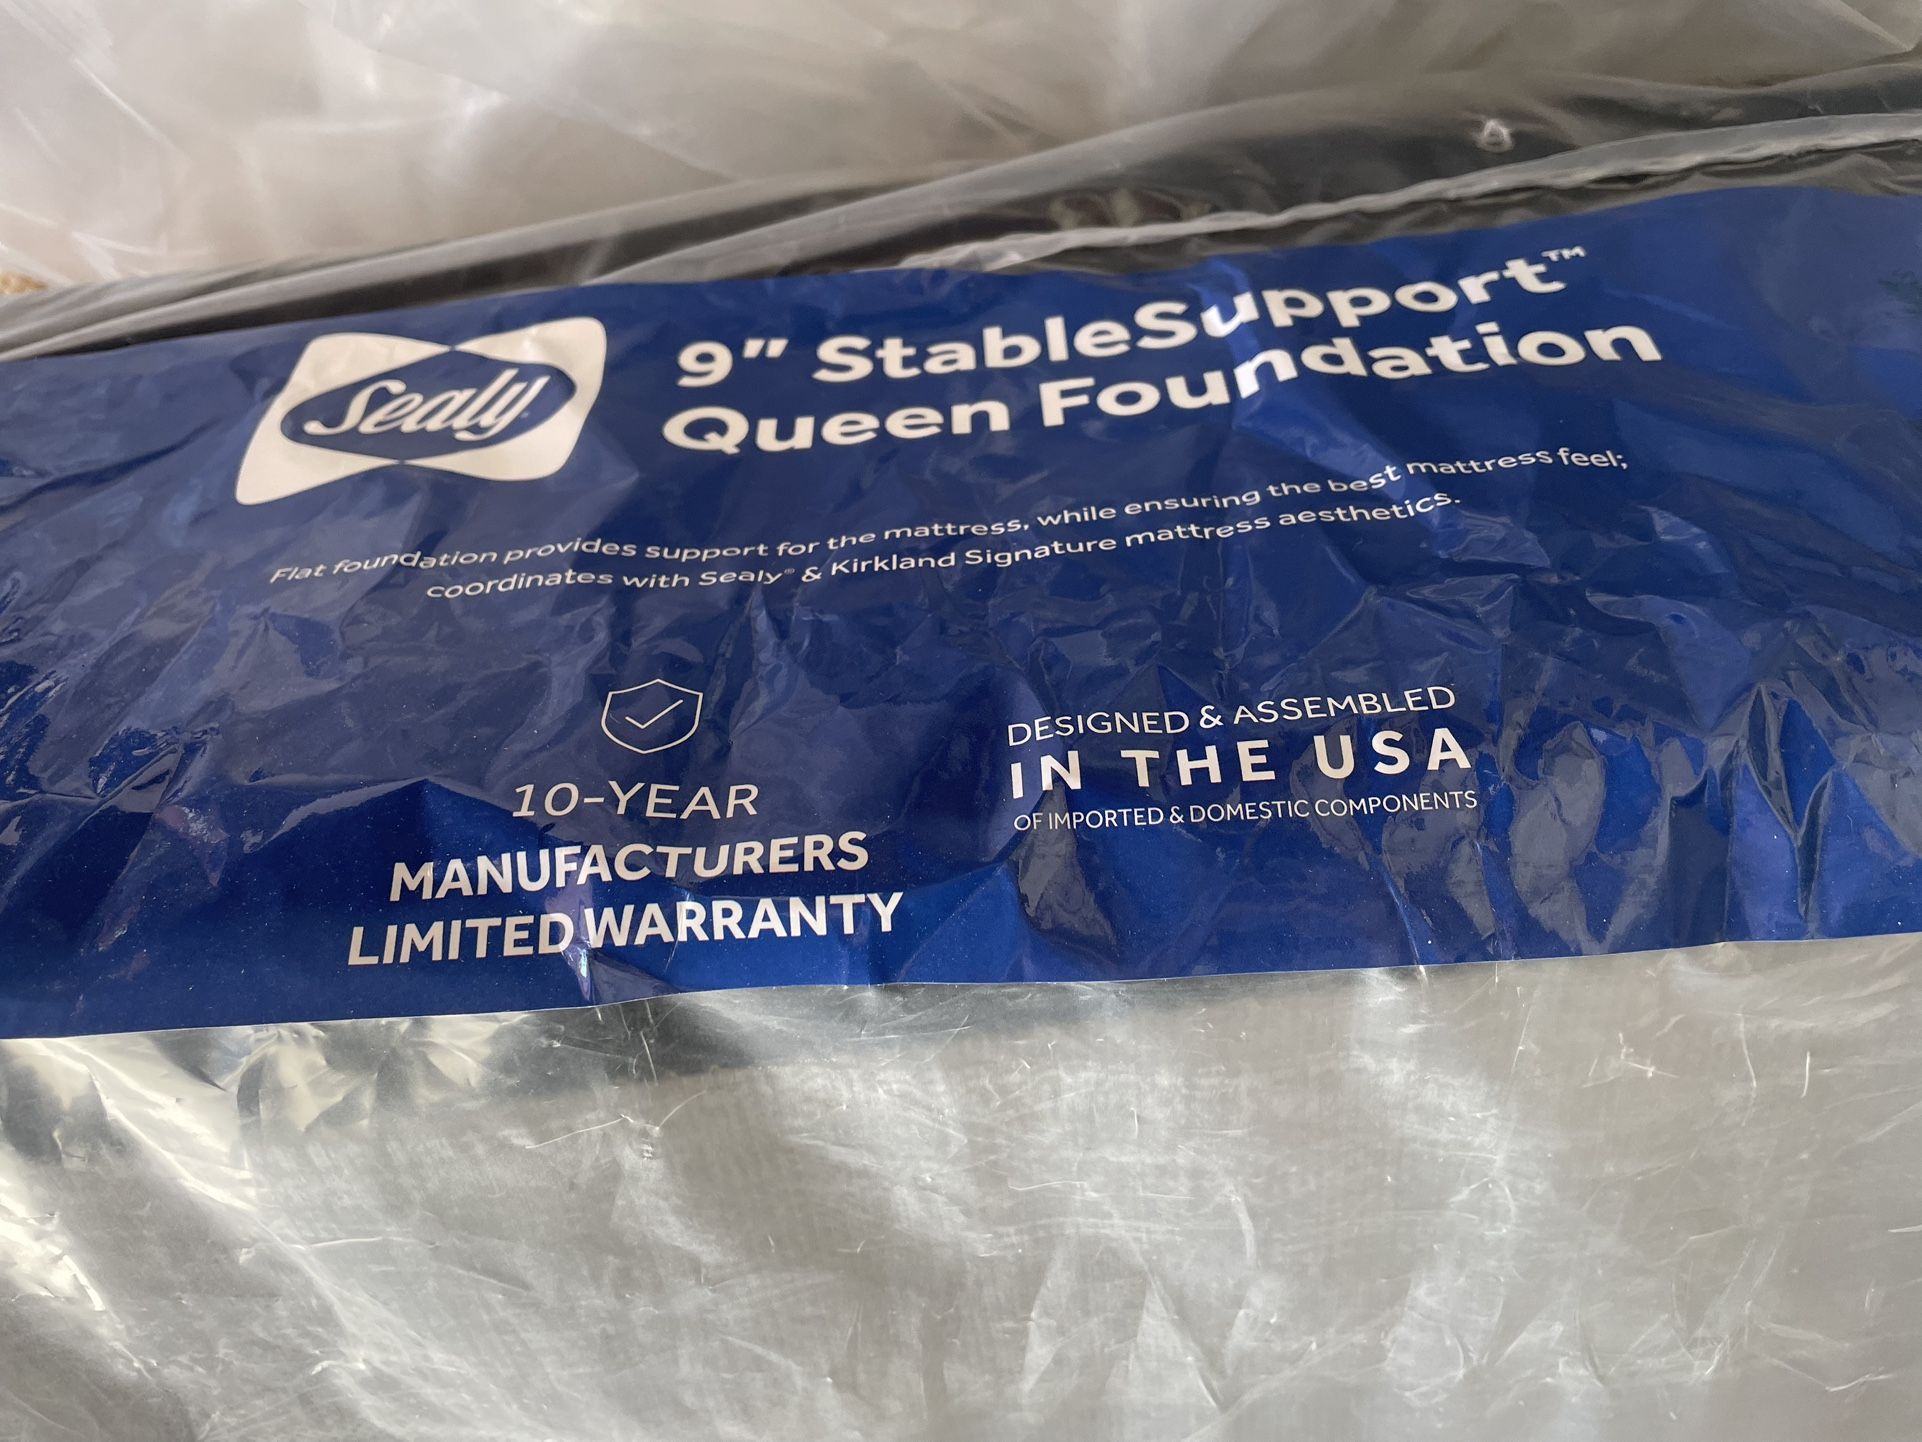 Sealy
9" StableSupport™
Queen Foundation
Flat foundation provides support for the mattress, while ensuring the best mattress feel;
coordinates with Sealy® & Kirkland Signature mattress aesthetics.
10-YEAR
MANUFACTURERS
LIMITED WARRANTY
DESIGNED & ASSEMBLED
IN THE USA
OF IMPORTED & DOMESTIC COMPONENTS